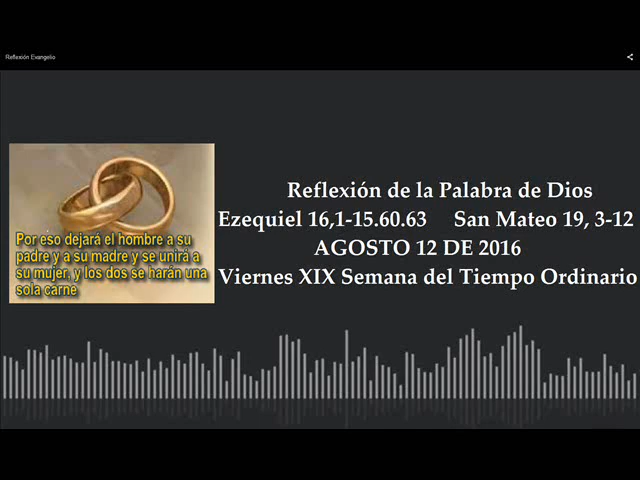 Reflexión Evangelio
Por eso dejará el hombre a su
padre y a su madre y se unirá a
su mujer, y los dos se harán una
sola carne
Reflexión de la Palabra de Dios
Ezequiel 16,1-15.60.63 San Mateo 19, 3-12
AGOSTO 12 DE 2016
Viernes XIX Semana del Tiempo Ordinario